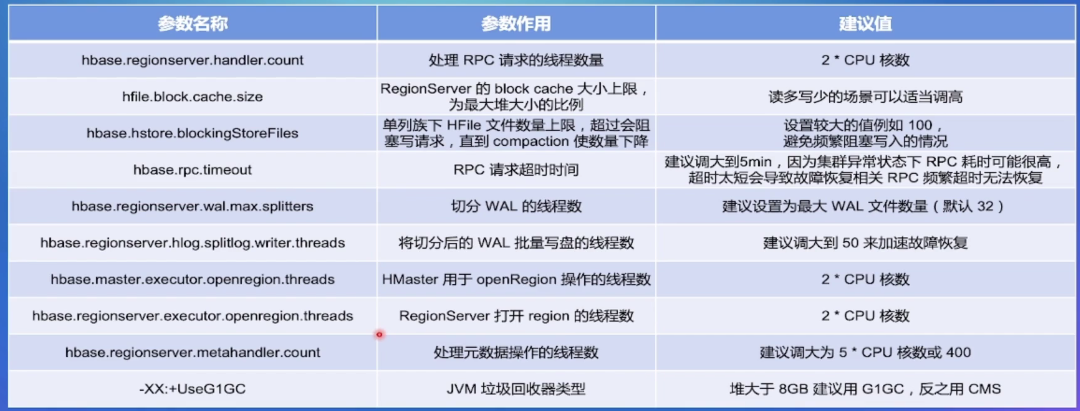 参数名称 参数作用 建议值
hbase.regionserver.handler.count 处理 RPC 请求的线程数量 2 * CPU 核数
hfile.block.cache.size RegionServer 的 block cache 大小上限， 读多写少的场景可以适当调高
为最大堆大小的比例
hbase.hstore.blockingStoreFiles 单列族下 HFile 文件数量上限，超过会阻 设置较大的值例如 100，
塞写请求，直到 compaction 使数量下降 避免频繁阻塞写入的情况
hbase.rpc.timeout RPC 请求超时时间 建议调大到5min，因为集群异常状态下 RPC 耗时可能很高，
超时太短会导致故障恢复相关 RPC 频繁超时无法恢复
hbase.regionserver.wal.max.splitters 切分 WAL 的线程数 建议设置为最大 WAL 文件数量（默认 32）
hbase.regionserver.hlog.splitlog.writer.threads 将切分后的 WAL 批量写盘的线程数 建议调大到 50 来加速故障恢复
hbase.master.executor.openregion.threads HMaster 用于 openRegion 操作的线程数 2 * CPU 核数
hbase.regionserver.executor.openregion.threads RegionServer 打开 region 的线程数 2 * CPU 核数
hbase.regionserver.metahandler.count 处理元数据操作的线程数 建议调大为 5 * CPU 核数或 400
-XX:+UseG1GC JVM 垃圾回收器类型 堆大于 8GB 建议用 G1GC，反之用 CMS